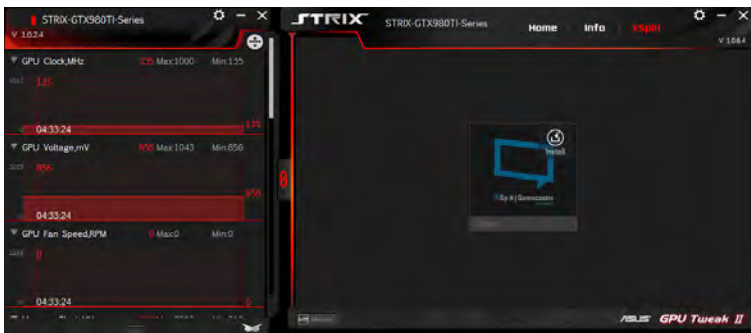 STRIX-GTX980TI-Series
V 1.0.2.4
GPU Clock,MHz 135 Max:1000 Min:135
135
04:33:24
135
GPU Voltage,mV 856 Max:1043 Min:856
856
856
04:33:24
GPU Fan Speed,RPM 0 Max:0 Min:0
0
04:33:24
0
STRIX
STRIX-GTX980TI-Series
Home
Info
XSplit
V 1.0.6.4
Install
XSplit | Gamecaster
ASUS GPU Tweak II